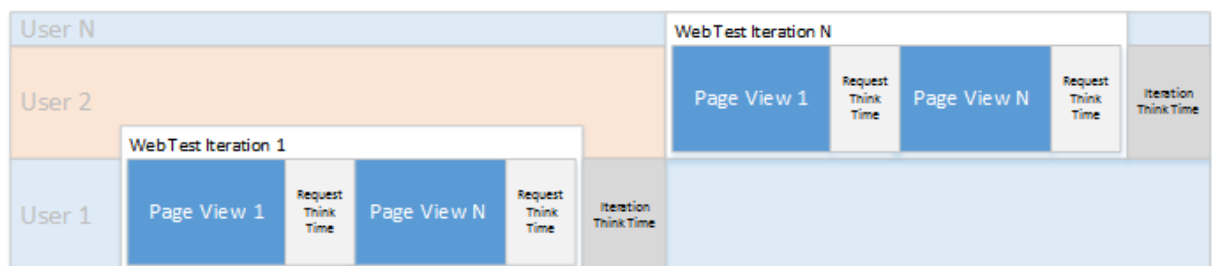 User N
WebTest Iteration N
User 2
Page View 1
Request
Think
Time
Page View N
Request
Think
Time
Iteration
Think Time
WebTest Iteration 1
User 1
Page View 1
Request
Think
Time
Page View N
Request
Think
Time
Iteration
Think Time